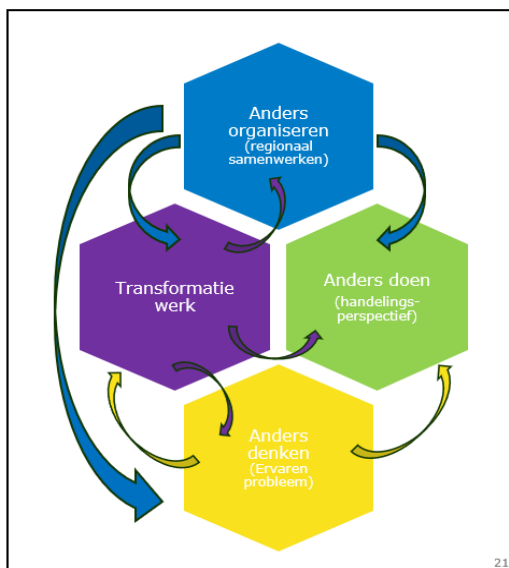 Anders
organiseren
(regionaal
samenwerken)
Transformatie
werk
Anders doen
(handelings-
perspectief)
Anders
denken
(Ervaren
probleem)
21